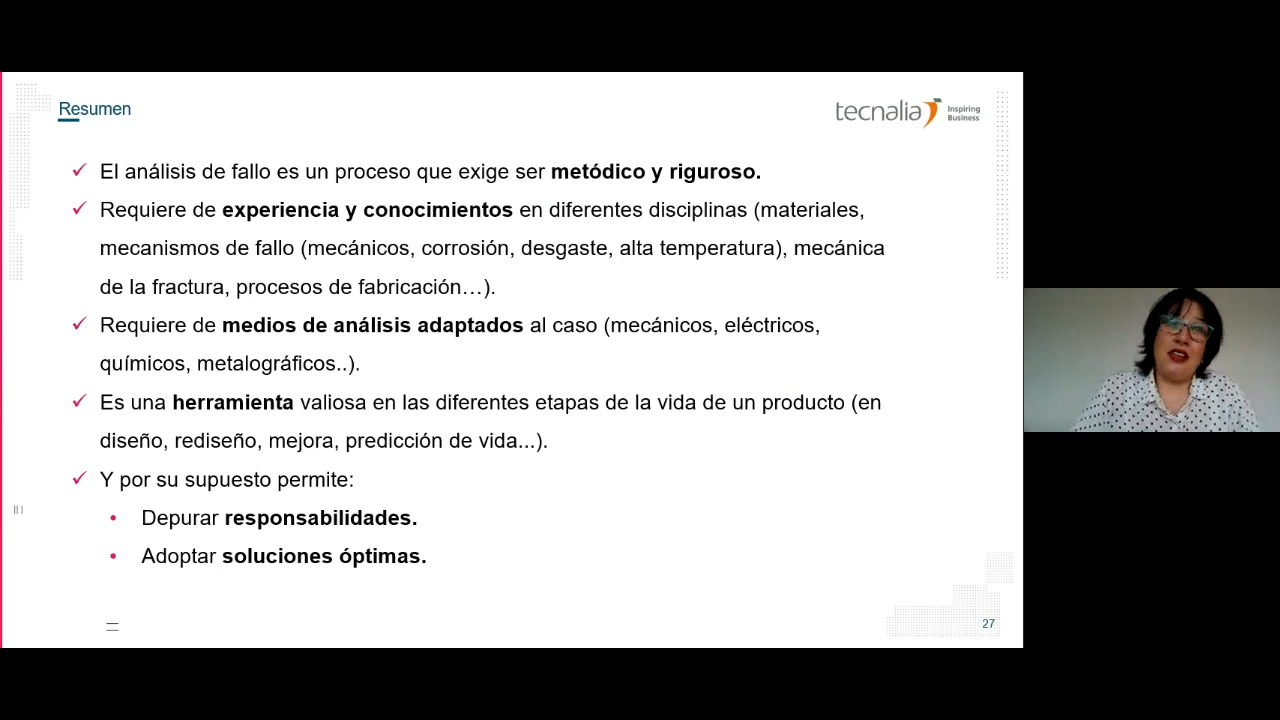 Resumen
tecnalia Inspiring
Business
El análisis de fallo es un proceso que exige ser metódico y riguroso.
Requiere de experiencia y conocimientos en diferentes disciplinas (materiales,
mecanismos de fallo (mecánicos, corrosión, desgaste, alta temperatura), mecánica
de la fractura, procesos de fabricación…).
Requiere de medios de análisis adaptados al caso (mecánicos, eléctricos,
químicos, metalográficos..).
Es una herramienta valiosa en las diferentes etapas de la vida de un producto (en
diseño, rediseño, mejora, predicción de vida...).
Y por su supuesto permite:
• Depurar responsabilidades.
• Adoptar soluciones óptimas.
27